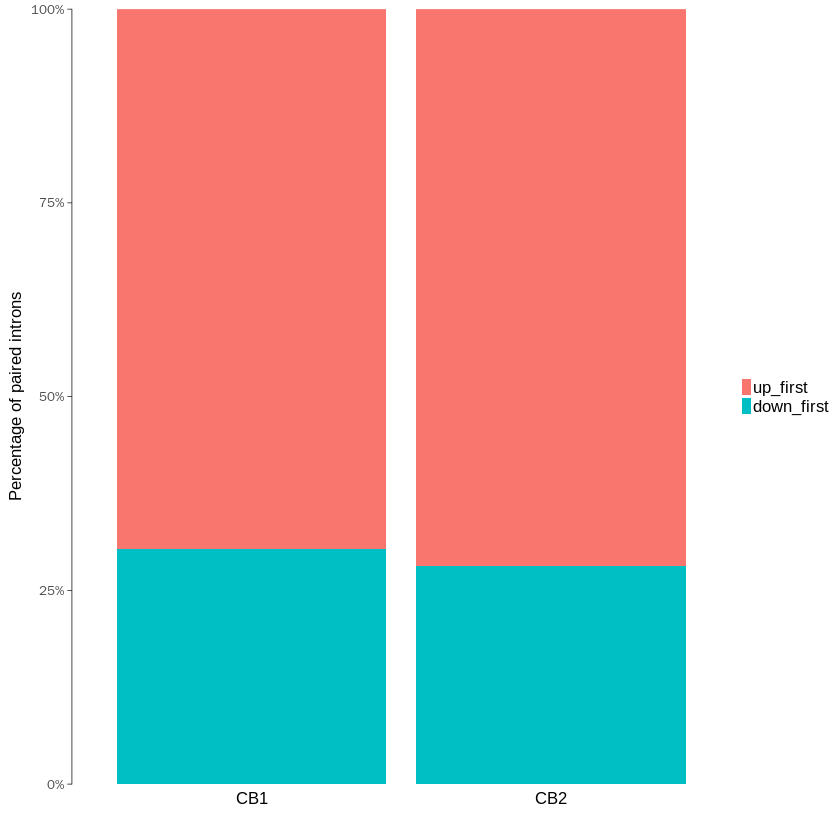 100%
75%
50%
25%
0%
Percentage of paired introns
CB1
CB2
up_first
down_first